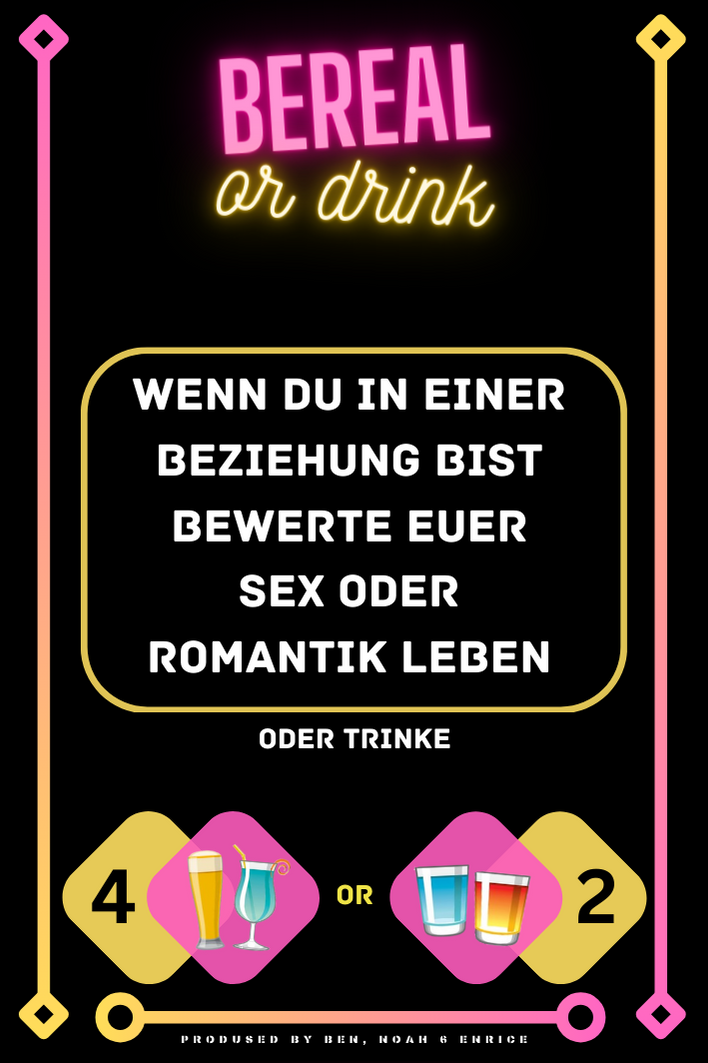 BEREAL
or drink
WENN DU IN EINER
BEZIEHUNG BIST
BEWERTE EUER
SEX ODER
ROMANTIK LEBEN
ODER TRINKE
4 OR 2
PRODUSED BY BEN, NOAH & ENRICE